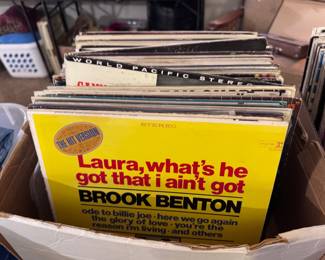 WORLD PACIFIC STEREO
STEREO
THE HIT VERSION
Laura, what's he
got that i ain't got
BROOK BENTON
ode to billie joe · here we go again
the glory of love · you're the
reason i'm living · and others